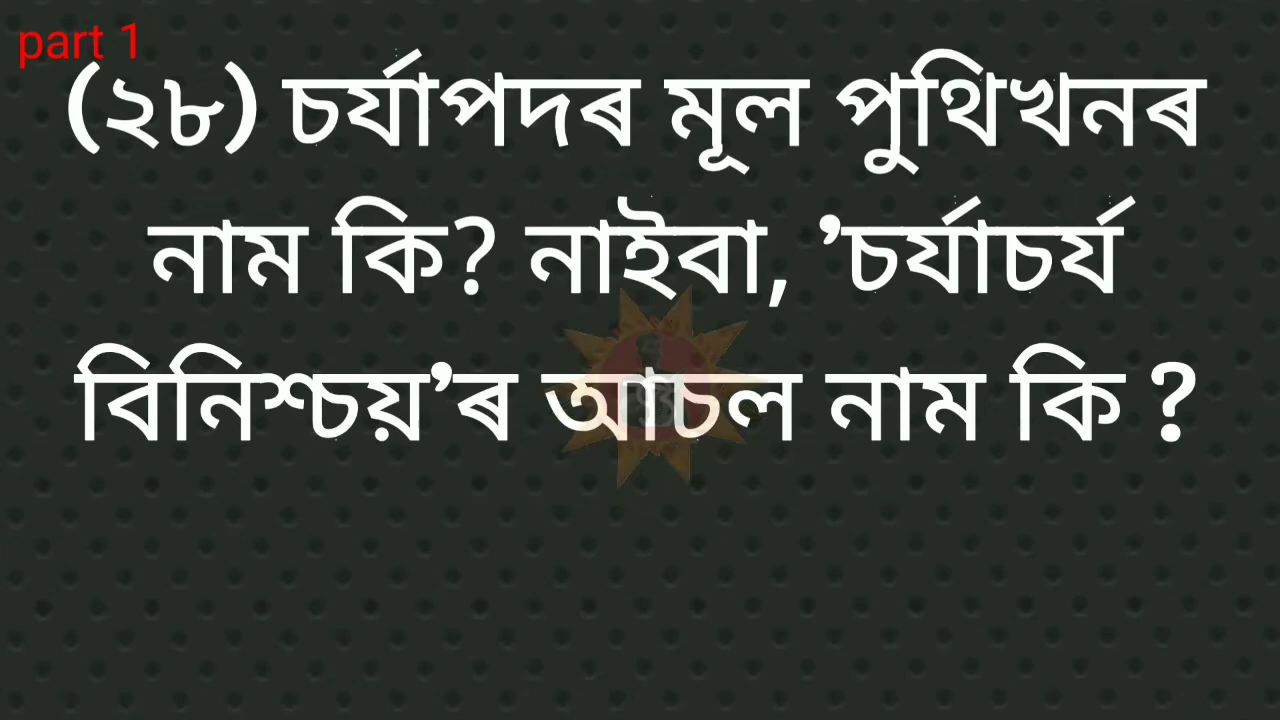 part 1
(২৮) চৰ্যাপদৰ মূল পুথিখনৰ
নাম কি? নাইবা, ’চৰ্যাচৰ্য
বিনিশ্চয়’ৰ আচল নাম কি ?